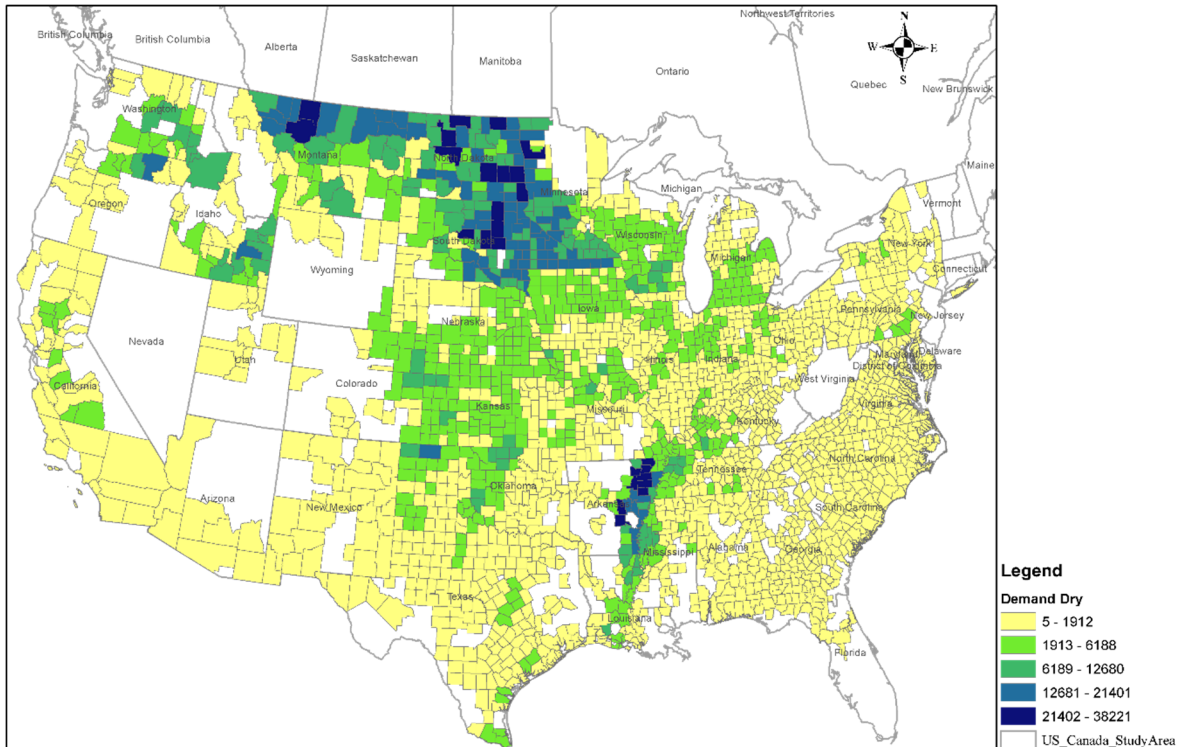 Northwest Territories
British Columbia
British Columbia
Alberta
Saskatchewan
Manitoba
Ontario
Quebec
New Brunswick
N
W
E
S
Washington
Montana
North Dakota
Minnesota
Michigan
Maine
Vermont
Oregon
Idaho
South Dakota
Wisconsin
Michigan
New York
Wyoming
Connecticut
Iowa
Nebraska
Pennsylvania
New Jersey
Nevada
Utah
Colorado
Illinois
Indiana
Ohio
Maryland
Delaware
District of Columbia
West Virginia
California
Kansas
Missouri
Kentucky
Virginia
Arizona
New Mexico
Oklahoma
Arkansas
Tennessee
North Carolina
South Carolina
Mississippi
Alabama
Georgia
Texas
Louisiana
Florida
Legend
Demand Dry
5 - 1912
1913 - 6188
6189 - 12680
12681 - 21401
21402 - 38221
US_Canada_StudyArea